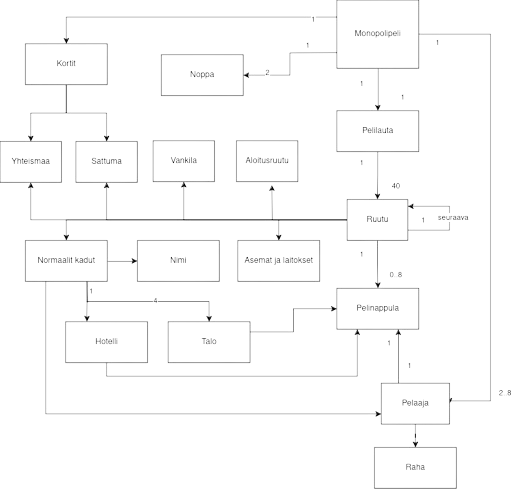 1
Monopolipeli
1
1
Kortit
Noppa
2
1
1
Pelilauta
1
Yhteismaa
Sattuma
Vankila
Aloitusruutu
40
Ruutu
1
seuraava
1
Normaalit kadut
Nimi
Asemat ja laitokset
0..8
1
4
Pelinappula
Hotelli
Talo
1
1
2..8
Pelaaja
1
Raha